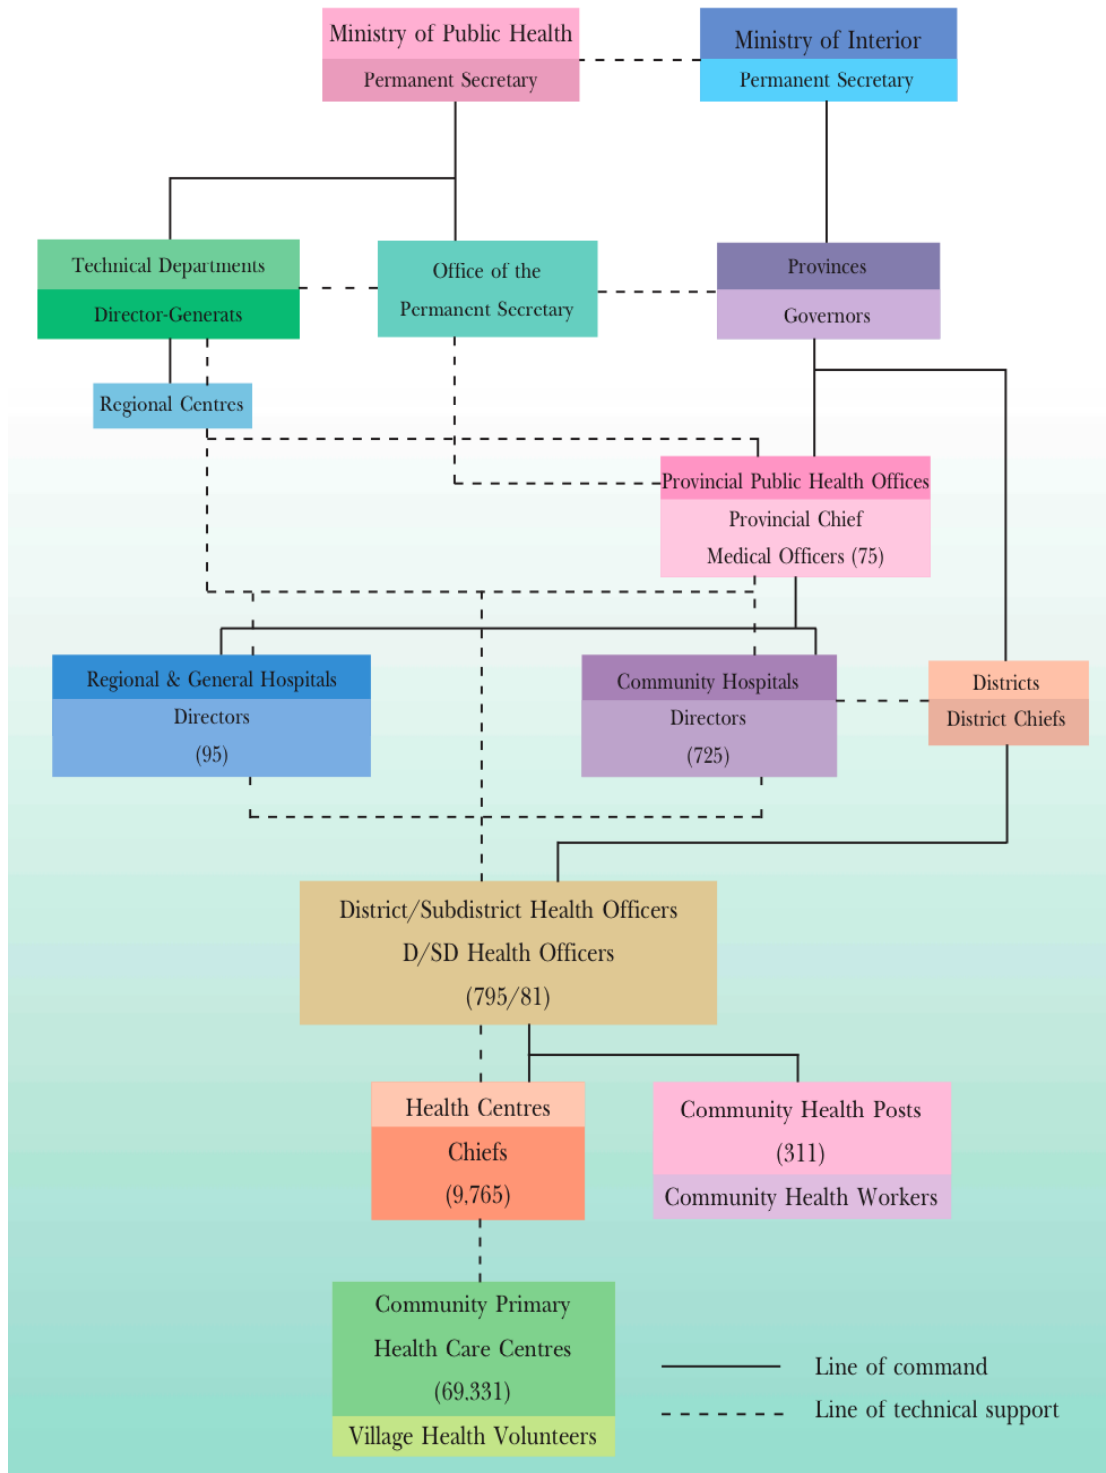 Ministry of Public Health
Permanent Secretary
Ministry of Interior
Permanent Secretary
Technical Departments
Director-Generats
Office of the
Permanent Secretary
Provinces
Governors
Regional Centres
Provincial Public Health Offices
Provincial Chief
Medical Officers (75)
Regional & General Hospitals
Directors
(95)
Community Hospitals
Directors
(725)
Districts
District Chiefs
District/Subdistrict Health Officers
D/SD Health Officers
(795/81)
Health Centres
Chiefs
(9,765)
Community Health Posts
(311)
Community Health Workers
Community Primary
Health Care Centres
(69,331)
Village Health Volunteers
Line of command
Line of technical support